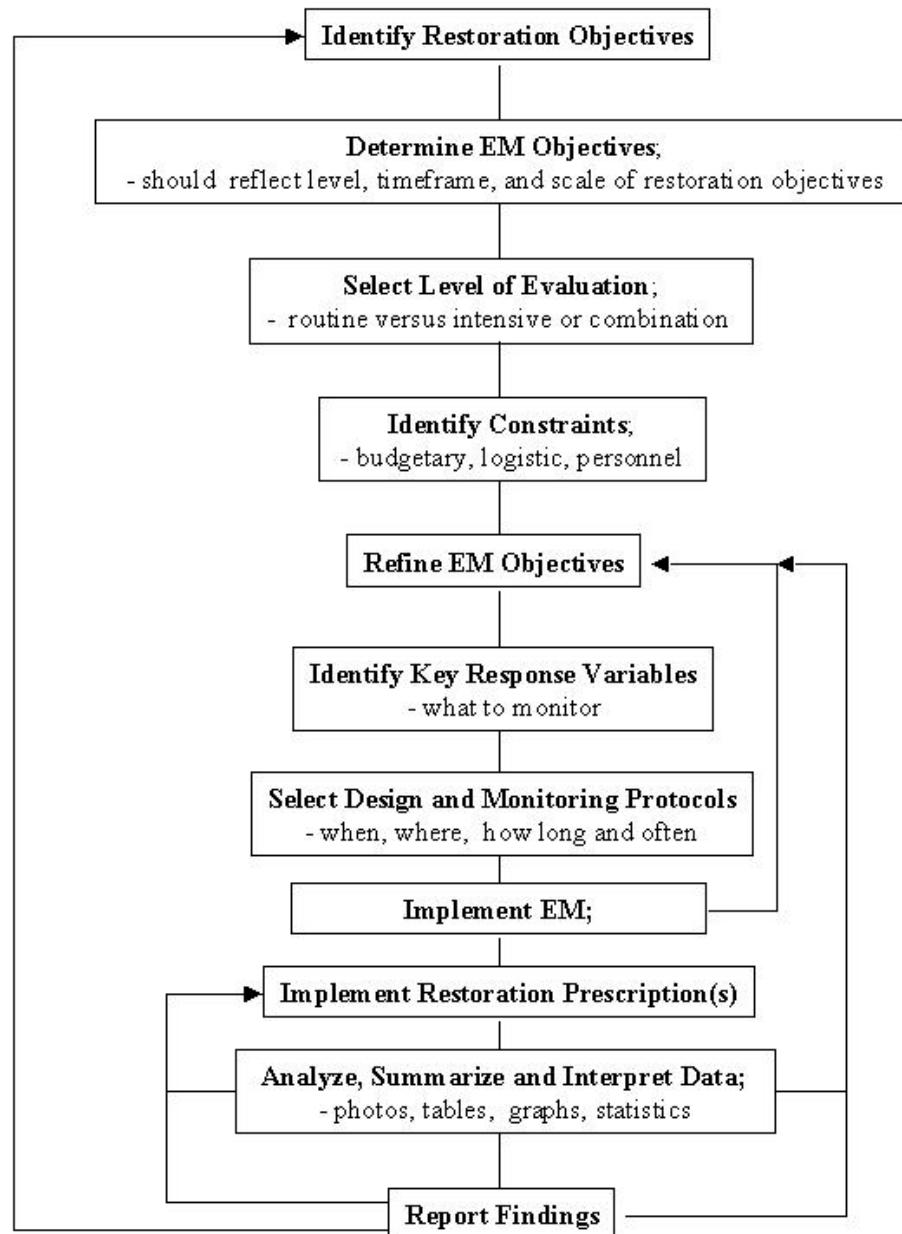 Identify Restoration Objectives
Determine EM Objectives;
- should reflect level, timeframe, and scale of restoration objectives
Select Level of Evaluation;
- routine versus intensive or combination
Identify Constraints;
- budgetary, logistic, personnel
Refine EM Objectives
Identify Key Response Variables
- what to monitor
Select Design and Monitoring Protocols
- when, where, how long and often
Implement EM;
Implement Restoration Prescription(s)
Analyze, Summarize and Interpret Data;
- photos, tables, graphs, statistics
Report Findings